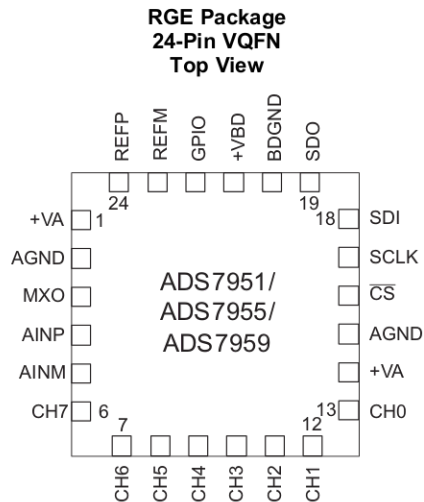 RGE Package
24-Pin VQFN
Top View
REFP
REFM
GPIO
+VBD
BDGND
SDO
24
19
+VA
1
18
SDI
AGND
SCLK
MXO
C̅S̅
AINP
AGND
AINM
+VA
CH7
6
13
CH0
ADS7951/
ADS7955/
ADS7959
7
12
CH6
CH5
CH4
CH3
CH2
CH1